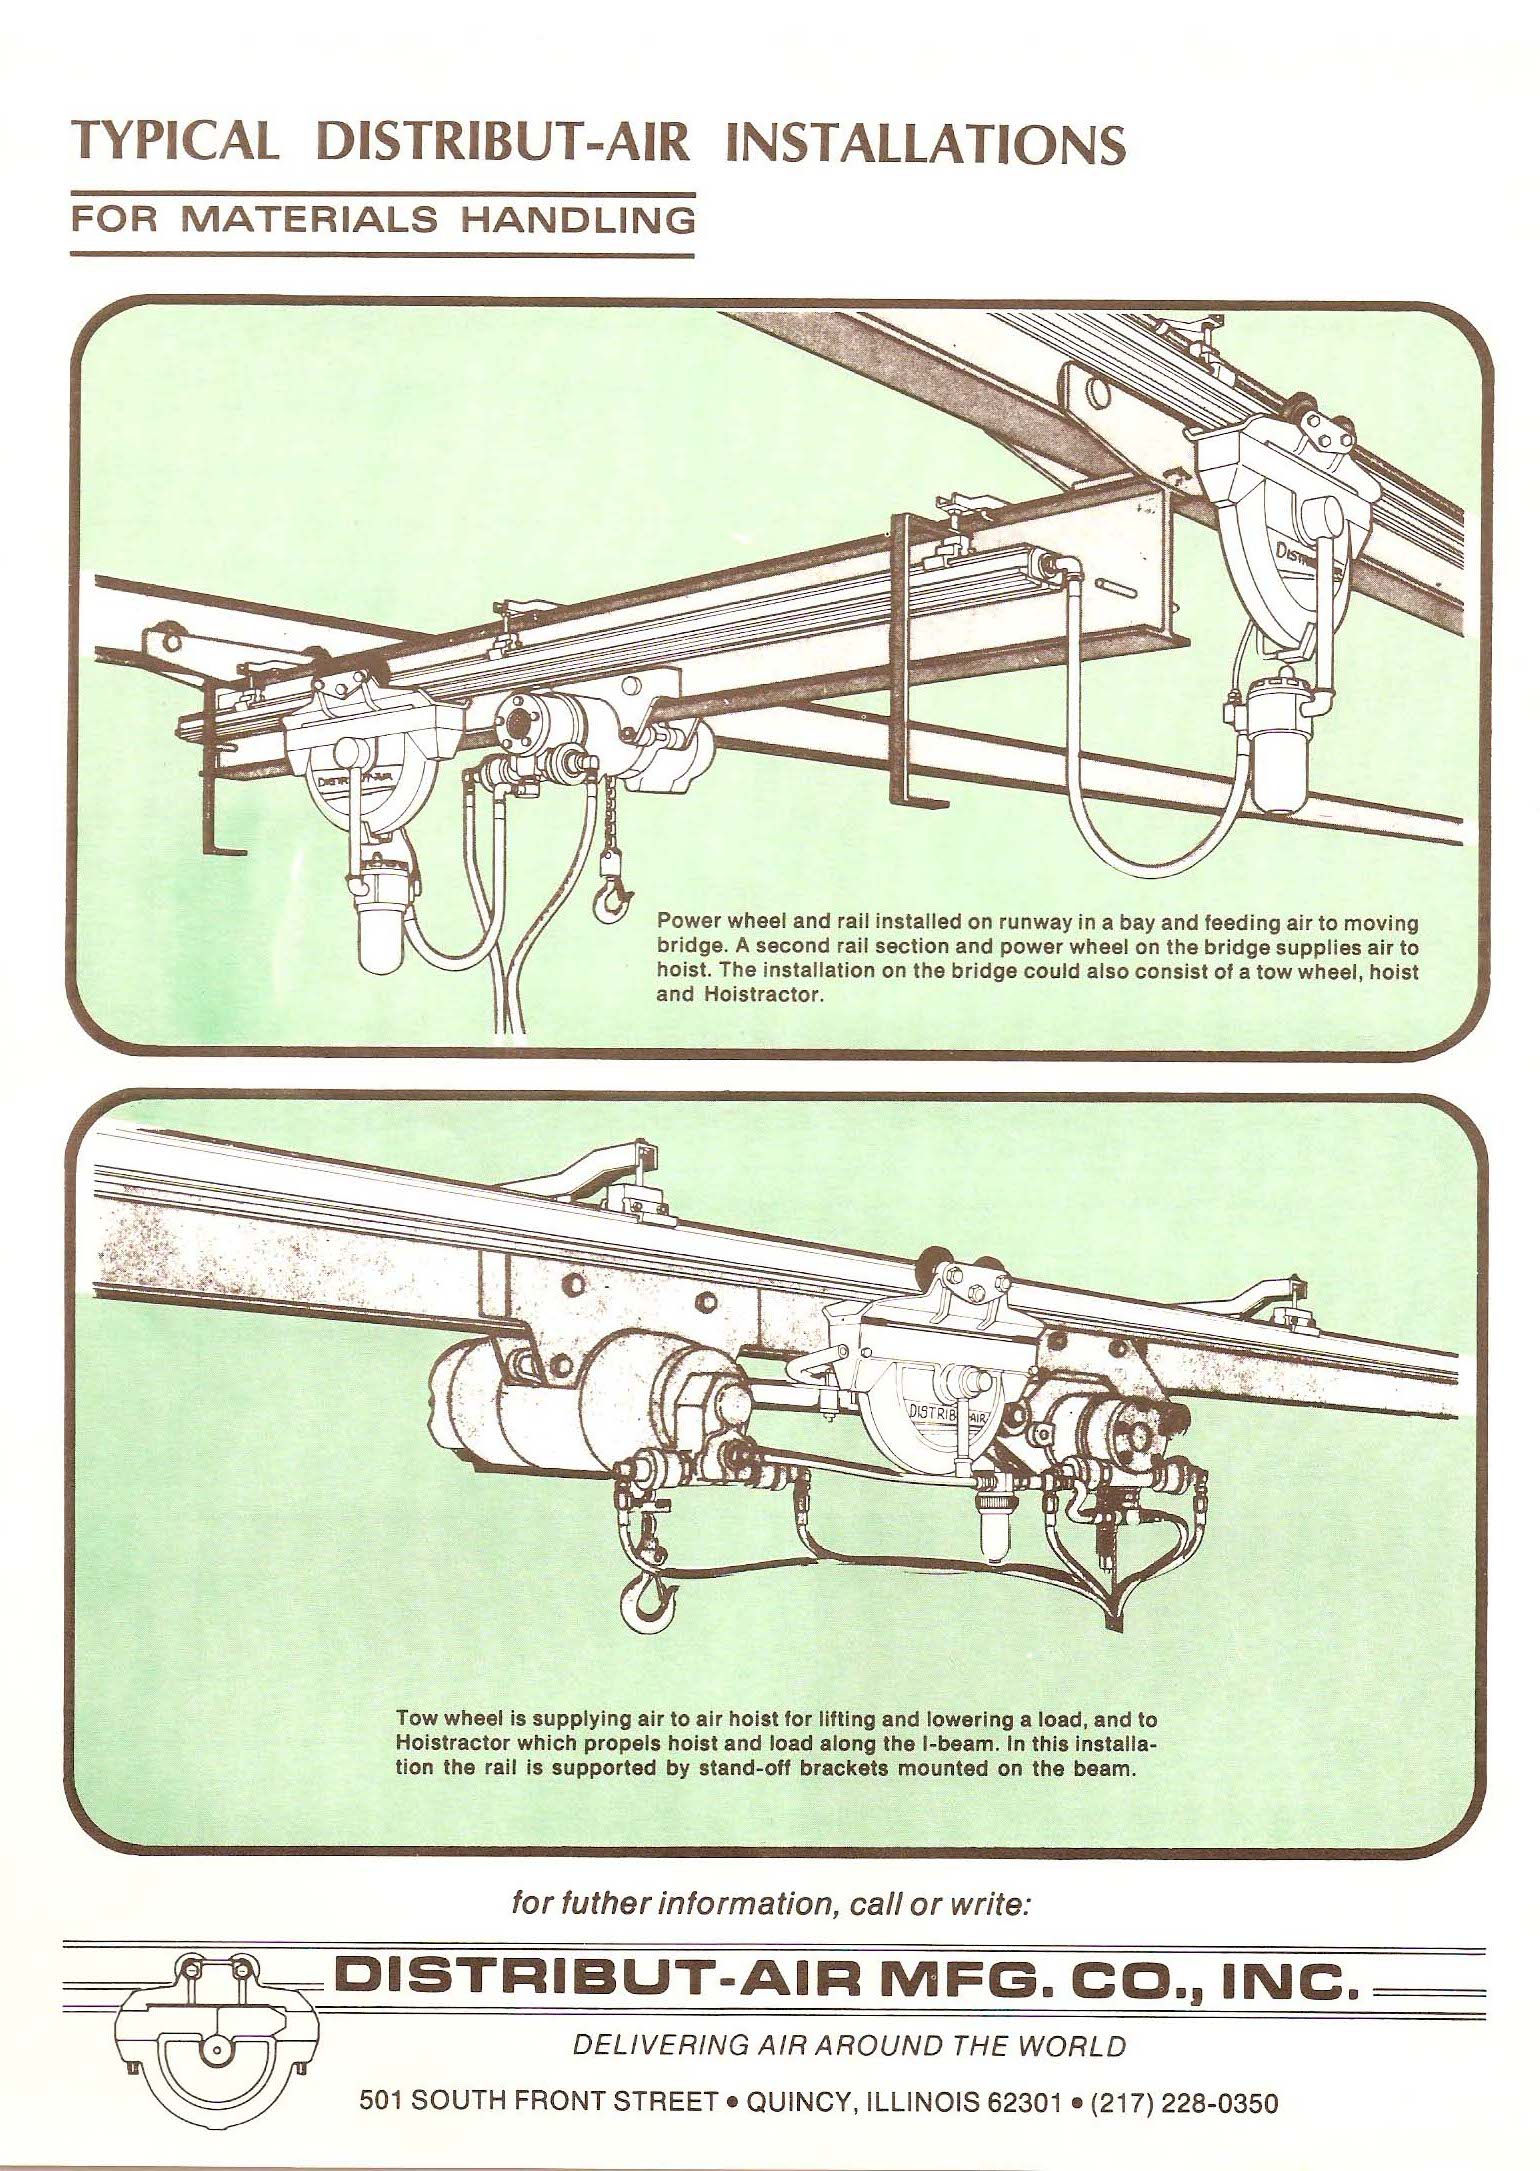 TYPICAL DISTRIBUT-AIR INSTALLATIONS
FOR MATERIALS HANDLING
DISTRIBUT-AIR
Power wheel and rail installed on runway in a bay and feeding air to moving
bridge. A second rail section and power wheel on the bridge supplies air to
hoist. The installation on the bridge could also consist of a tow wheel, hoist
and Hoistractor.
Tow wheel is supplying air to air hoist for lifting and lowering a load, and to
Hoistractor which propels hoist and load along the I-beam. In this installa-
tion the rail is supported by stand-off brackets mounted on the beam.
for futher information, call or write:
DISTRIBUT-AIR MFG. CO., INC.
DELIVERING AIR AROUND THE WORLD
501 SOUTH FRONT STREET • QUINCY, ILLINOIS 62301 • (217) 228-0350